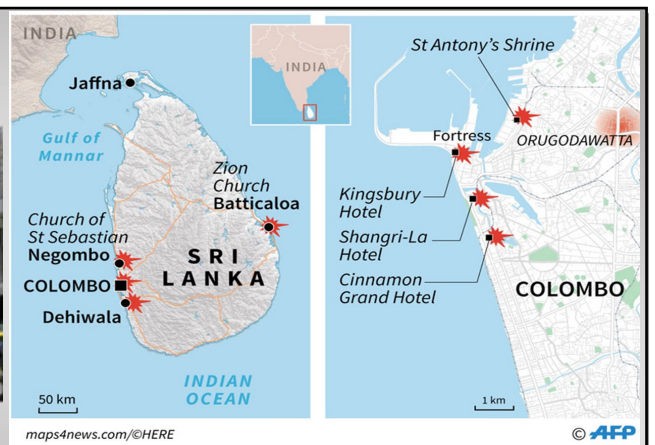 INDIA
Jaffna
Gulf of
Mannar
Zion
Church
Batticaloa
Church of
St Sebastian
Negombo
COLOMBO
Dehiwala
SRI
LANKA
INDIAN
OCEAN
50 km
INDIA
St Antony's Shrine
Fortress
ORUGODAWATTA
Kingsbury
Hotel
Shangri-La
Hotel
Cinnamon
Grand Hotel
COLOMBO
1 km
maps4news.com/©HERE
© AFP